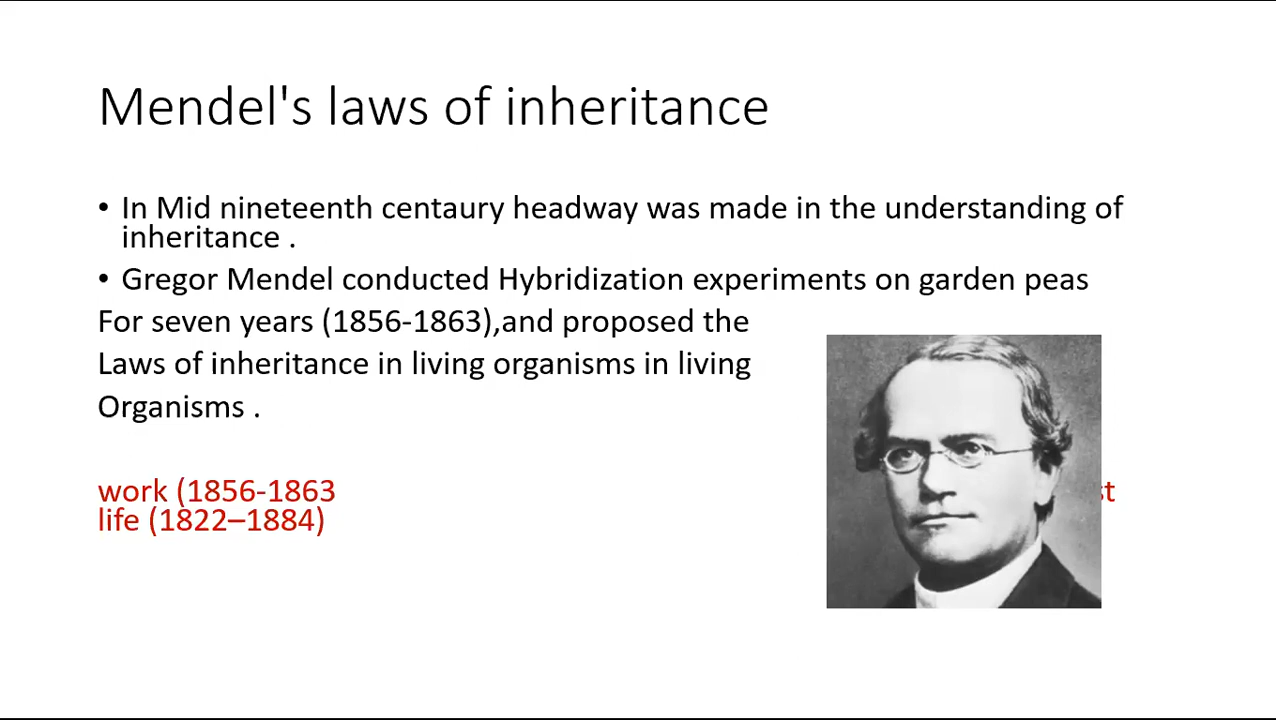 Mendel's laws of inheritance
• In Mid nineteenth centaury headway was made in the understanding of
inheritance .
• Gregor Mendel conducted Hybridization experiments on garden peas
For seven years (1856-1863),and proposed the
Laws of inheritance in living organisms in living
Organisms .
work (1856-1863
life (1822–1884)